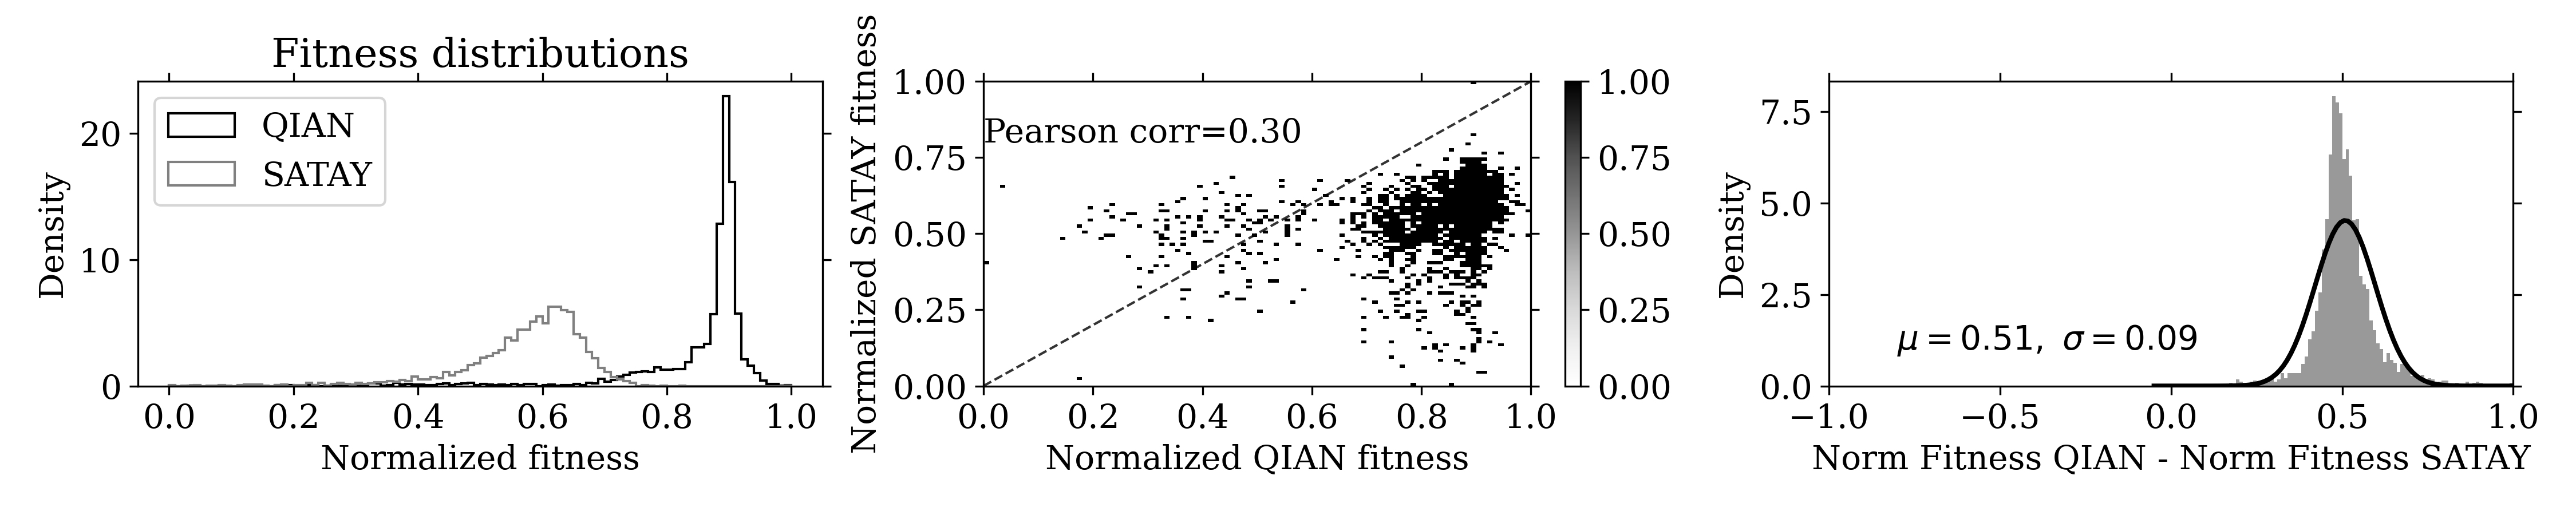 Fitness distributions
QIAN
SATAY
Density
0
10
20
0.0 0.2 0.4 0.6 0.8 1.0
Normalized fitness
Pearson corr=0.30
Normalized SATAY fitness
1.00
0.75
0.50
0.25
0.00
0.0 0.2 0.4 0.6 0.8 1.0
Normalized QIAN fitness
1.00
0.75
0.50
0.25
0.00
Density
7.5
5.0
2.5
0.0
μ = 0.51, σ = 0.09
−1.0 −0.5 0.0 0.5 1.0
Norm Fitness QIAN - Norm Fitness SATAY